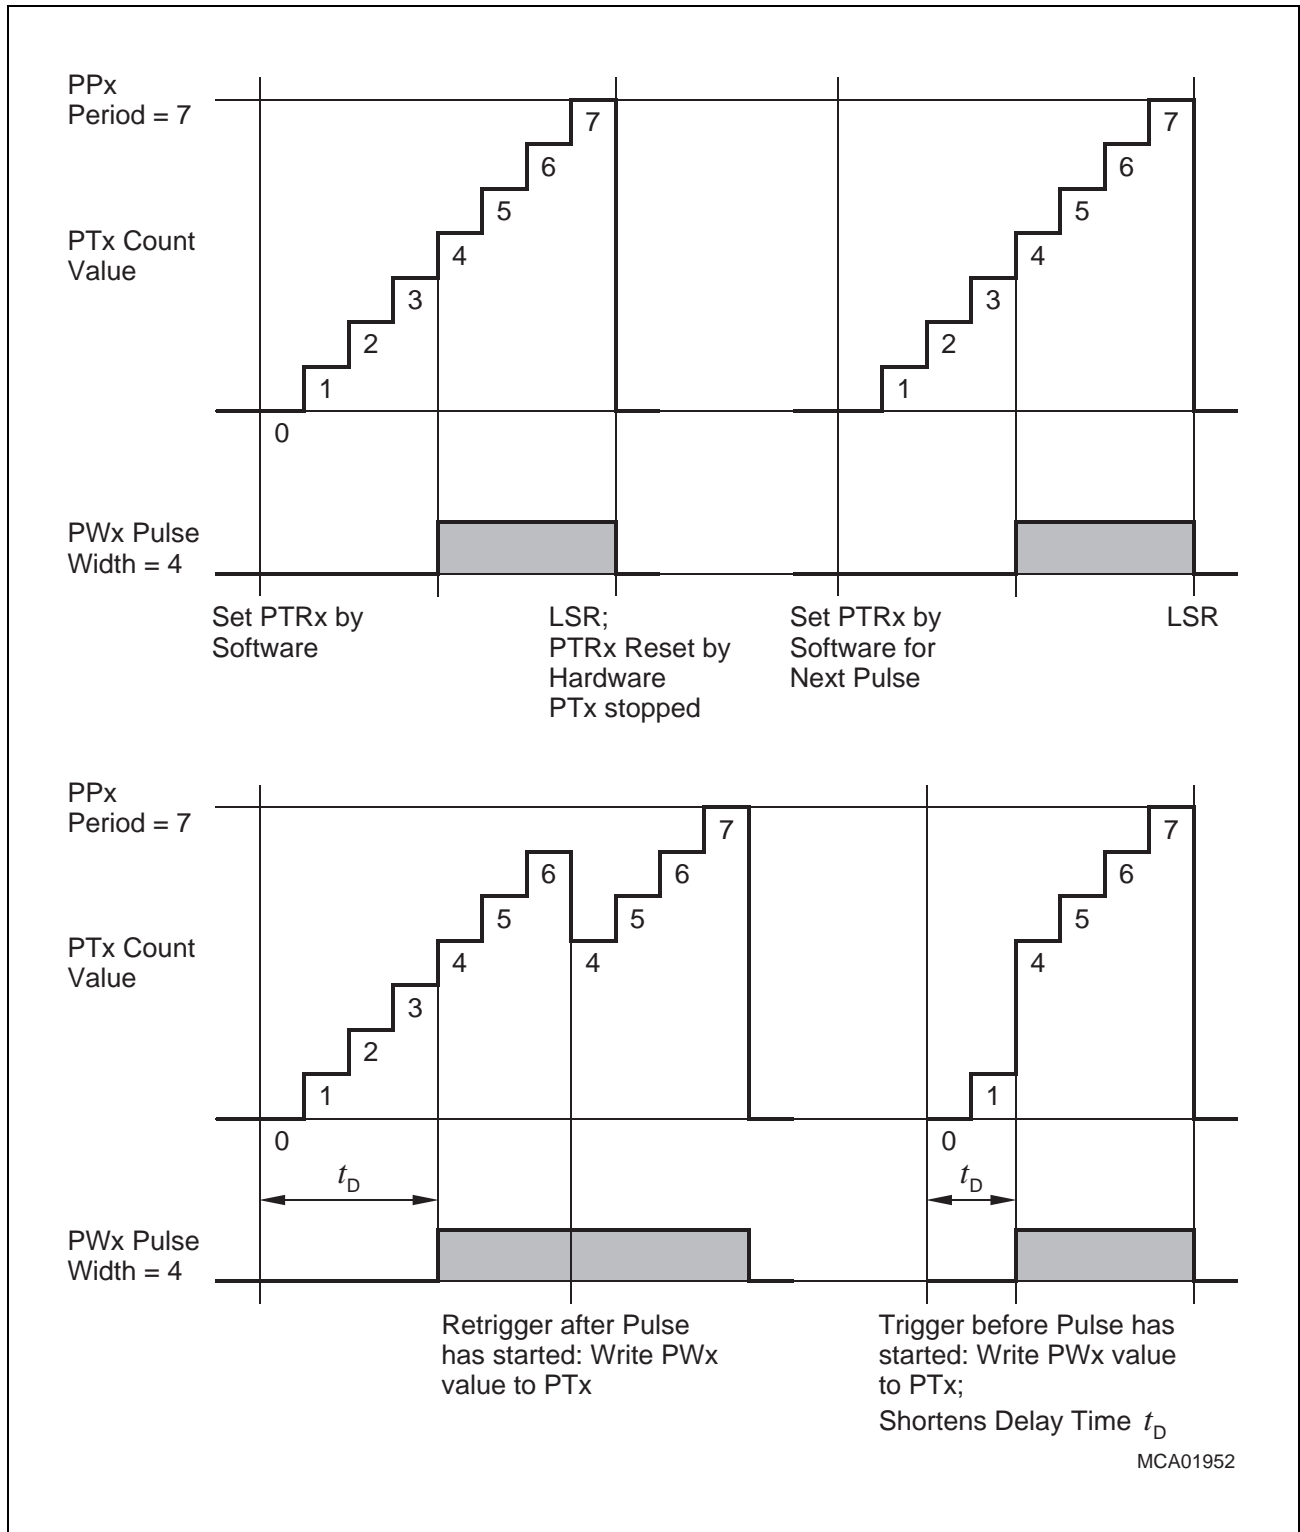 PPx
Period = 7
7
7
6
6
5
5
PTx Count
Value
4
4
3
3
2
2
1
1
0
PWx Pulse
Width = 4
Set PTRx by
Software
LSR;
PTRx Reset by
Hardware
PTx stopped
Set PTRx by
Software for
Next Pulse
LSR
PPx
Period = 7
7
7
6
6
6
5
5
5
PTx Count
Value
4
4
4
3
2
1
1
0
0
tD
tD
PWx Pulse
Width = 4
Retrigger after Pulse
has started: Write PWx
value to PTx
Trigger before Pulse has
started: Write PWx value
to PTx;
Shortens Delay Time tD
MCA01952